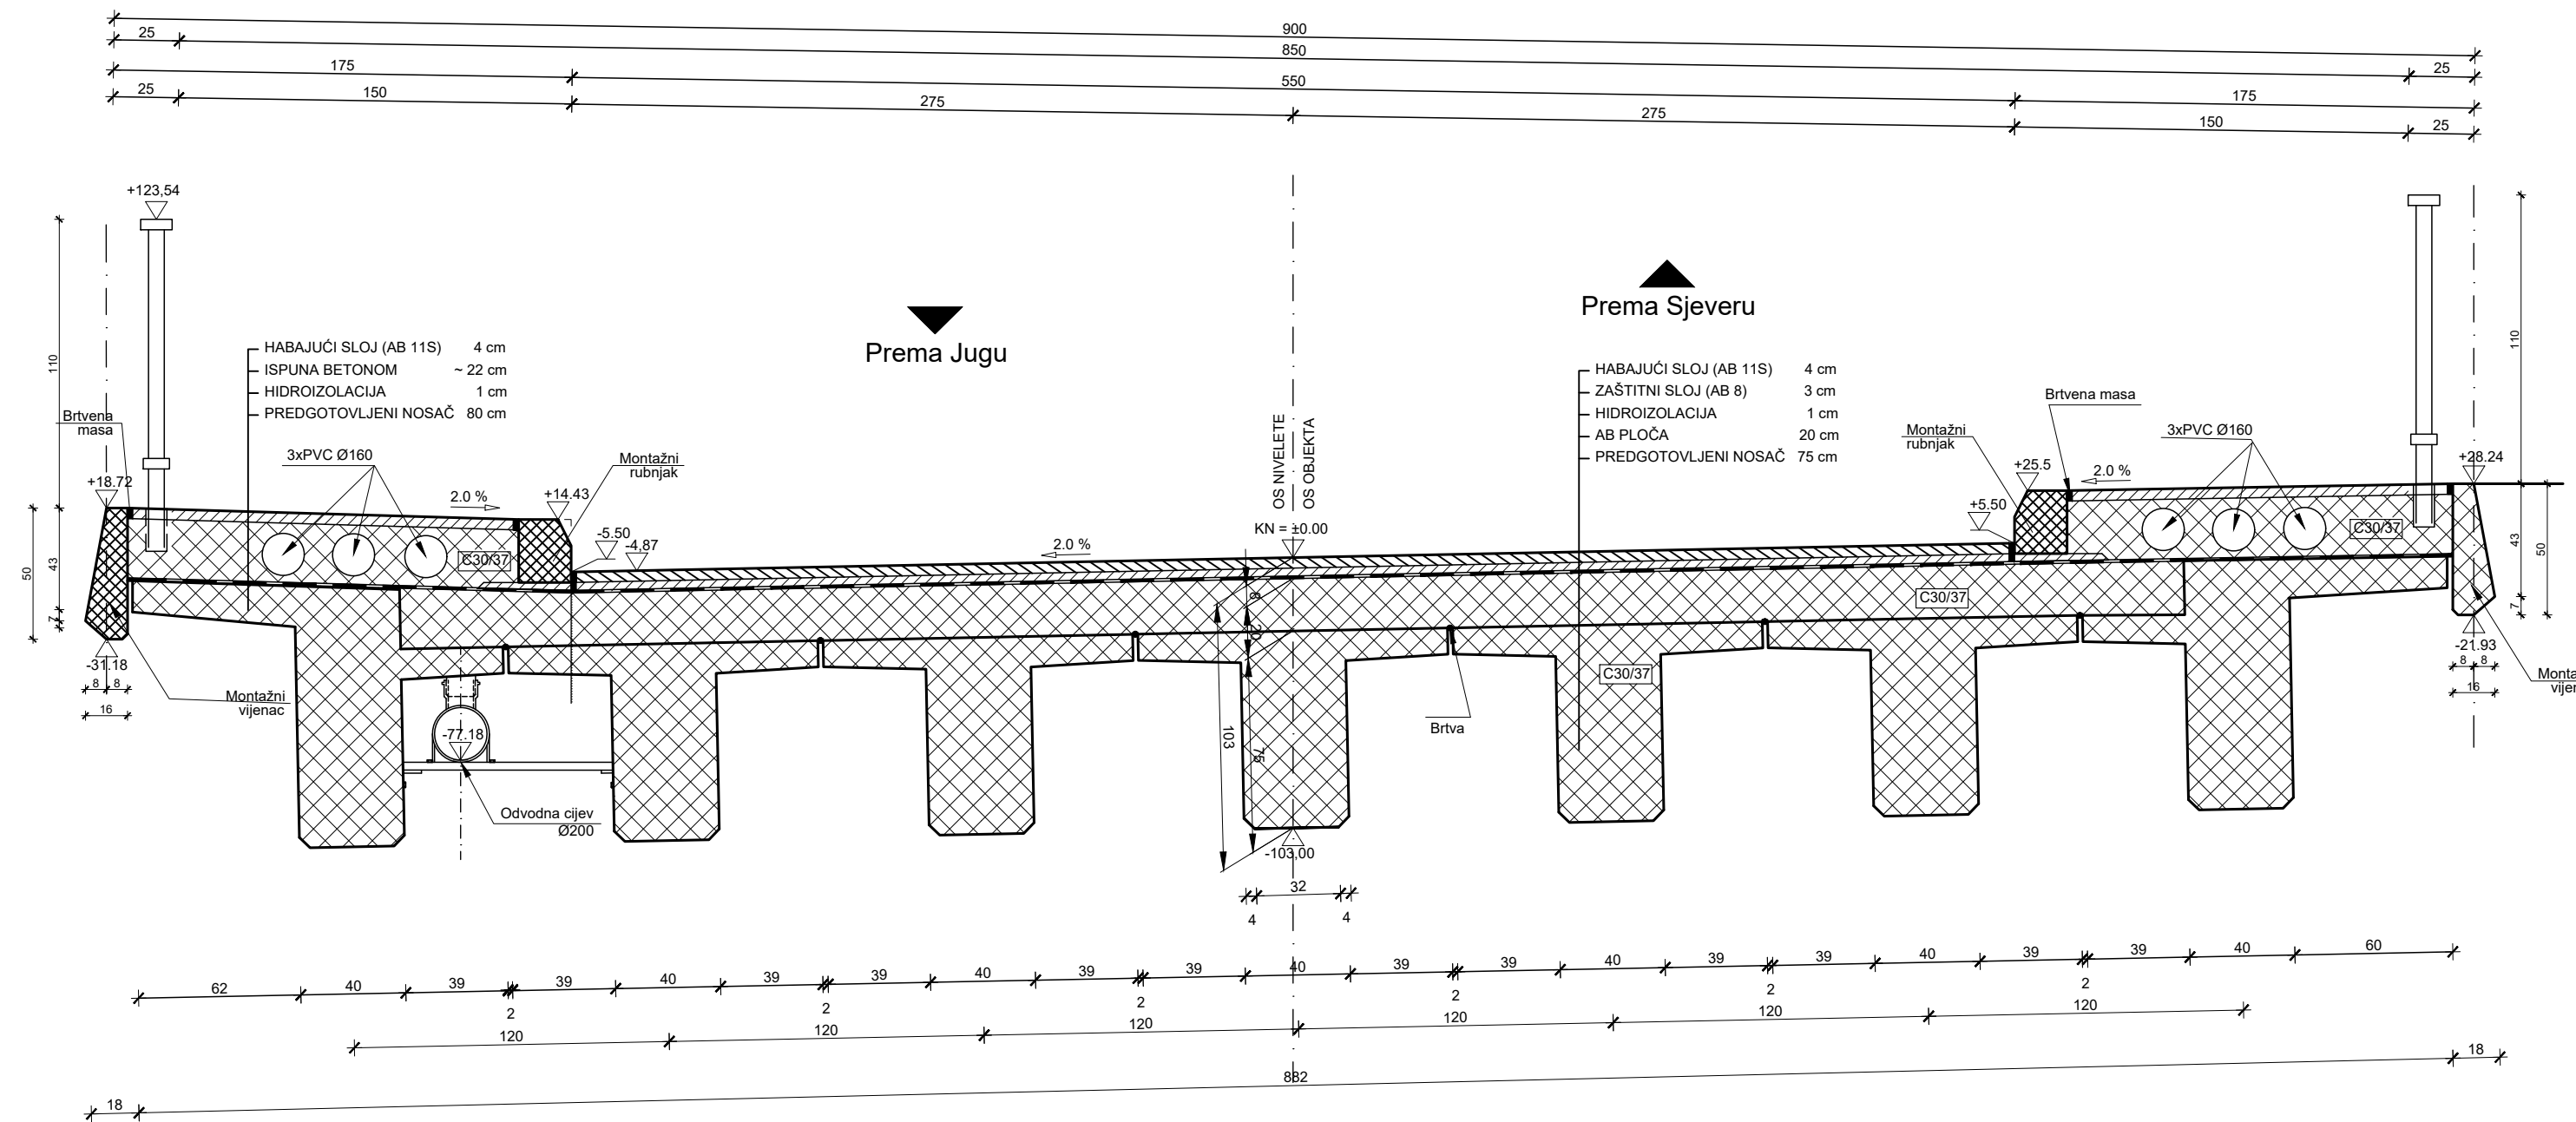 900
25
850
175
550
25
25
150
275
275
175
150
25
+123,54
110
110
Prema Jugu
Prema Sjeveru
HABAJUĆI SLOJ (AB 11S) 4 cm
ISPUNA BETONOM ~ 22 cm
HIDROIZOLACIJA 1 cm
PREDGOTOVLJENI NOSAČ 80 cm
HABAJUĆI SLOJ (AB 11S) 4 cm
ZAŠTITNI SLOJ (AB 8) 3 cm
HIDROIZOLACIJA 1 cm
AB PLOČA 20 cm
PREDGOTOVLJENI NOSAČ 75 cm
Brtvena
masa
3xPVC Ø160
Montažni
rubnjak
OS NIVELETE
OS OBJEKTA
Montažni
rubnjak
Brtvena masa
3xPVC Ø160
+18.72
2.0 %
+14.43
-5.50
-4,87
2.0 %
KN = ±0.00
+25.5
+5.50
2.0 %
+28.24
C30/37
C30/37
C30/37
C30/37
50
43
7
43
50
7
8
20
103
75
-31.18
8 8
16
Montažni
vijenac
-77.18
Odvodna cijev
Ø200
Brtva
-103,00
-21.93
8 8
16
Monta
vijen
32
4
4
62 40 39 39 40 39 39 40 39 39 40 39 39 40 39 39 40 39 39 40 60
2 2 2 2 2 2
120 120 120 120 120 120
882
18
18